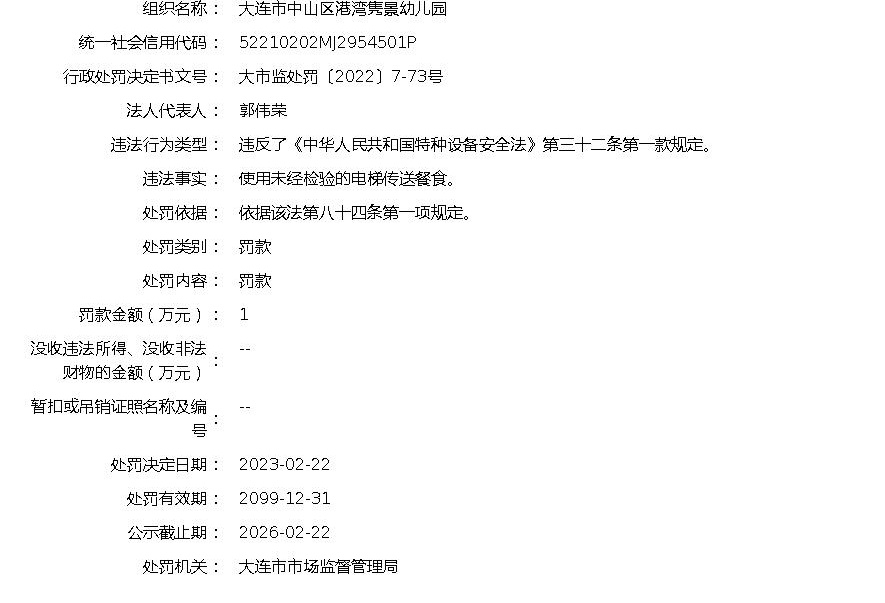 组织名称： 大连市中山区港湾隽景幼儿园
统一社会信用代码： 52210202MJ2954501P
行政处罚决定书文号： 大市监处罚〔2022〕7-73号
法人代表人： 郭伟荣
违法行为类型： 违反了《中华人民共和国特种设备安全法》第三十二条第一款规定。
违法事实： 使用未经检验的电梯传送餐食。
处罚依据： 依据该法第八十四条第一项规定。
处罚类别： 罚款
处罚内容： 罚款
罚款金额（万元）： 1
没收违法所得、没收非法
财物的金额（万元）： --
暂扣或吊销证照名称及编
号： --
处罚决定日期： 2023-02-22
处罚有效期： 2099-12-31
公示截止期： 2026-02-22
处罚机关： 大连市市场监督管理局